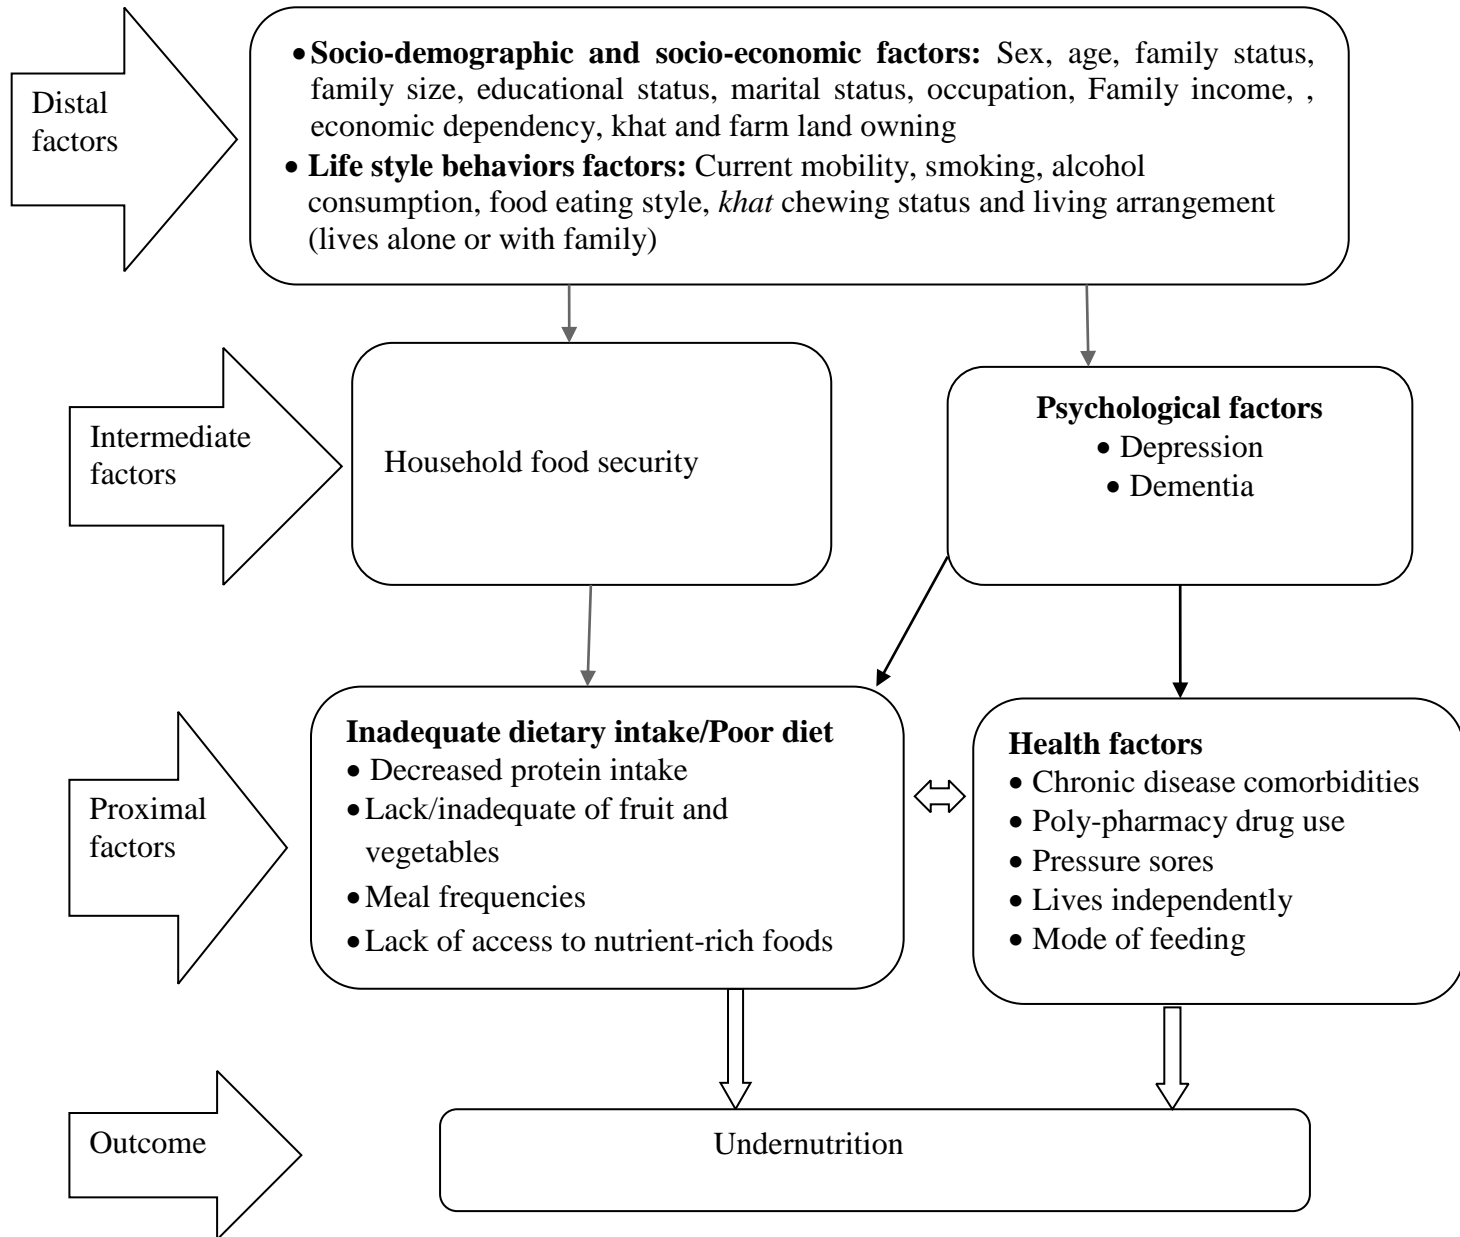 Distal
factors
• Socio-demographic and socio-economic factors: Sex, age, family status,
family size, educational status, marital status, occupation, Family income, ,
economic dependency, khat and farm land owning
• Life style behaviors factors: Current mobility, smoking, alcohol
consumption, food eating style, khat chewing status and living arrangement
(lives alone or with family)
Intermediate
factors
Household food security
Psychological factors
• Depression
• Dementia
Proximal
factors
Inadequate dietary intake/Poor diet
• Decreased protein intake
• Lack/inadequate of fruit and
vegetables
• Meal frequencies
• Lack of access to nutrient-rich foods
Health factors
• Chronic disease comorbidities
• Poly-pharmacy drug use
• Pressure sores
• Lives independently
• Mode of feeding
Outcome
Undernutrition